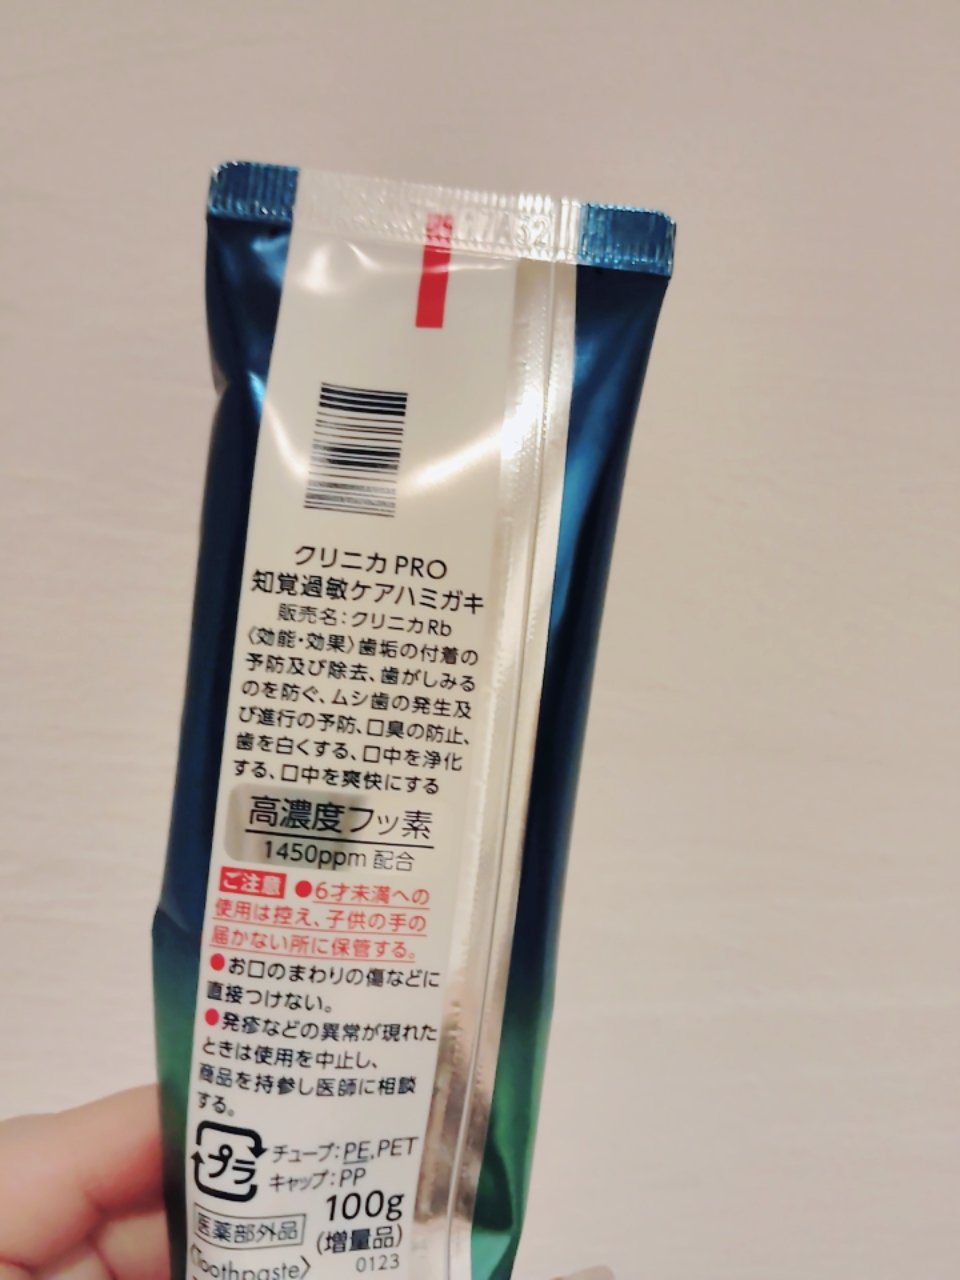 クリニカPRO
知覚過敏ケアハミガキ
販売名:クリニカRb
〈効能・効果〉歯垢の付着の
予防及び除去、歯がしみる
のを防ぐ、ムシ歯の発生及
び進行の予防、口臭の防止、
歯を白くする、口中を浄化
する、口中を爽快にする
高濃度フッ素
1450ppm配合
ご注意 ●6才未満への
使用は控え、子供の手の
届かない所に保管する。
●お口のまわりの傷などに
直接つけない。
●発疹などの異常が現れた
ときは使用を中止し、
商品を持参し医師に相談
する。
プラ
チューブ:PE,PET
キャップ:PP
100g
医薬部外品
(増量品)
〈Toothpaste〉
0123